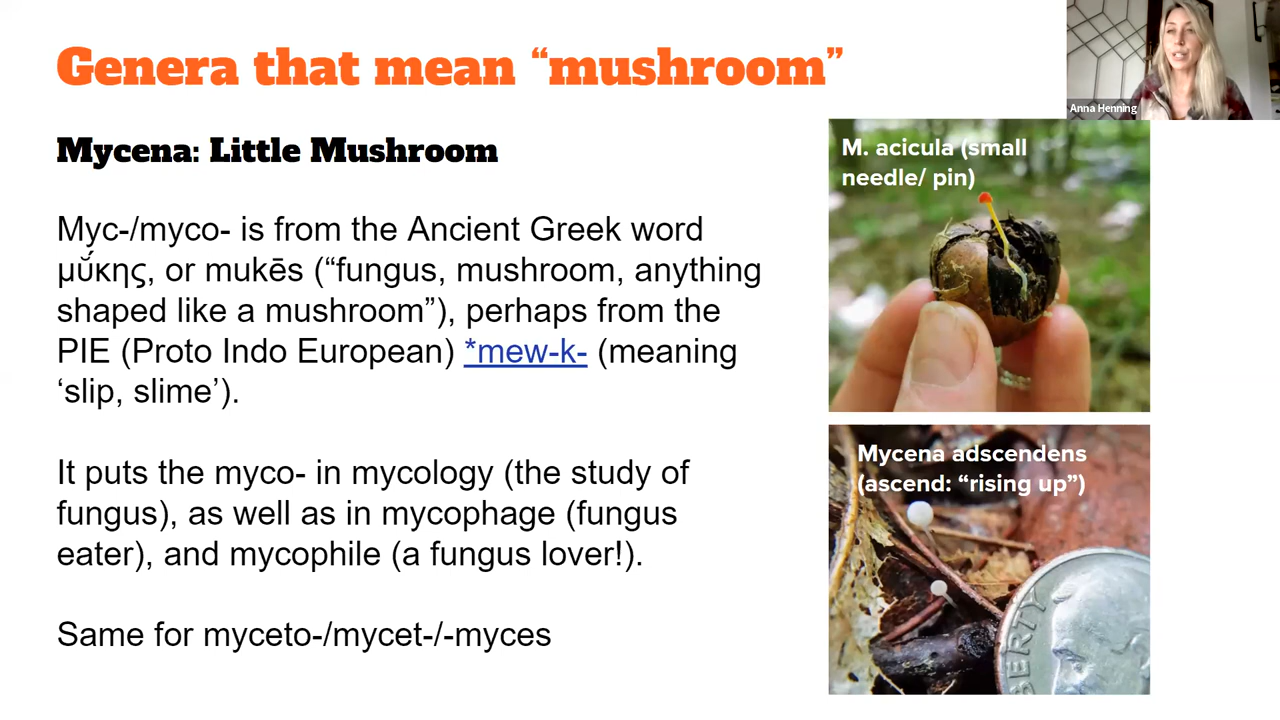 Genera that mean “mushroom”
Anna Henning
Mycena: Little Mushroom
Myc-/myco- is from the Ancient Greek word
μῠ́κης, or mukēs (“fungus, mushroom, anything
shaped like a mushroom”), perhaps from the
PIE (Proto Indo European) *mew-k- (meaning
‘slip, slime’).
It puts the myco- in mycology (the study of
fungus), as well as in mycophage (fungus
eater), and mycophile (a fungus lover!).
Same for myceto-/mycet-/-myces
M. acicula (small
needle/ pin)
Mycena adscendens
(ascend: “rising up”)
BERTY